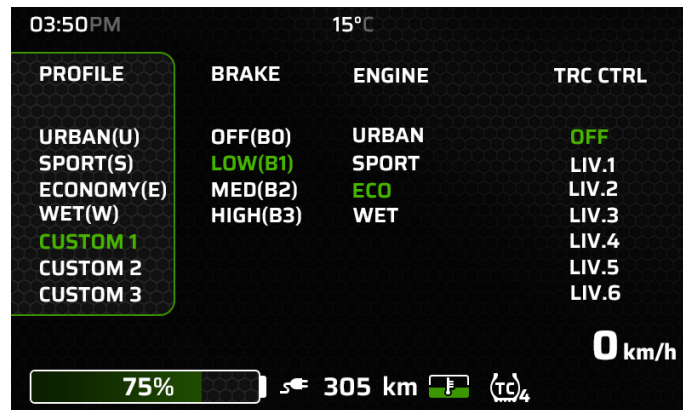 03:50PM 15°C
PROFILE BRAKE ENGINE TRC CTRL
URBAN(U) OFF(B0) URBAN OFF
SPORT(S) LOW(B1) SPORT LIV.1
ECONOMY(E) MED(B2) ECO LIV.2
WET(W) HIGH(B3) WET LIV.3
CUSTOM 1 LIV.4
CUSTOM 2 LIV.5
CUSTOM 3 LIV.6
0 km/h
75% 305 km TC 4